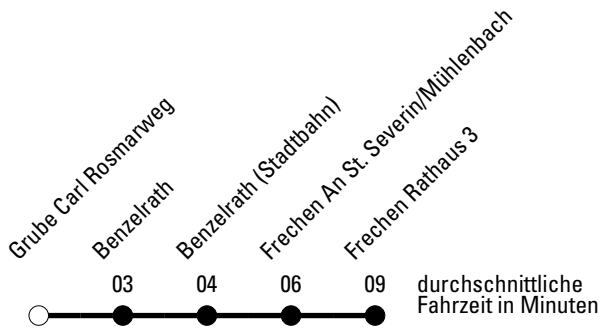 Grube Carl Rosmarweg
Benzelrath
Benzelrath (Stadtbahn)
Frechen An St. Severin/Mühlenbach
Frechen Rathaus 3
03 04 06 09 durchschnittliche
Fahrzeit in Minuten